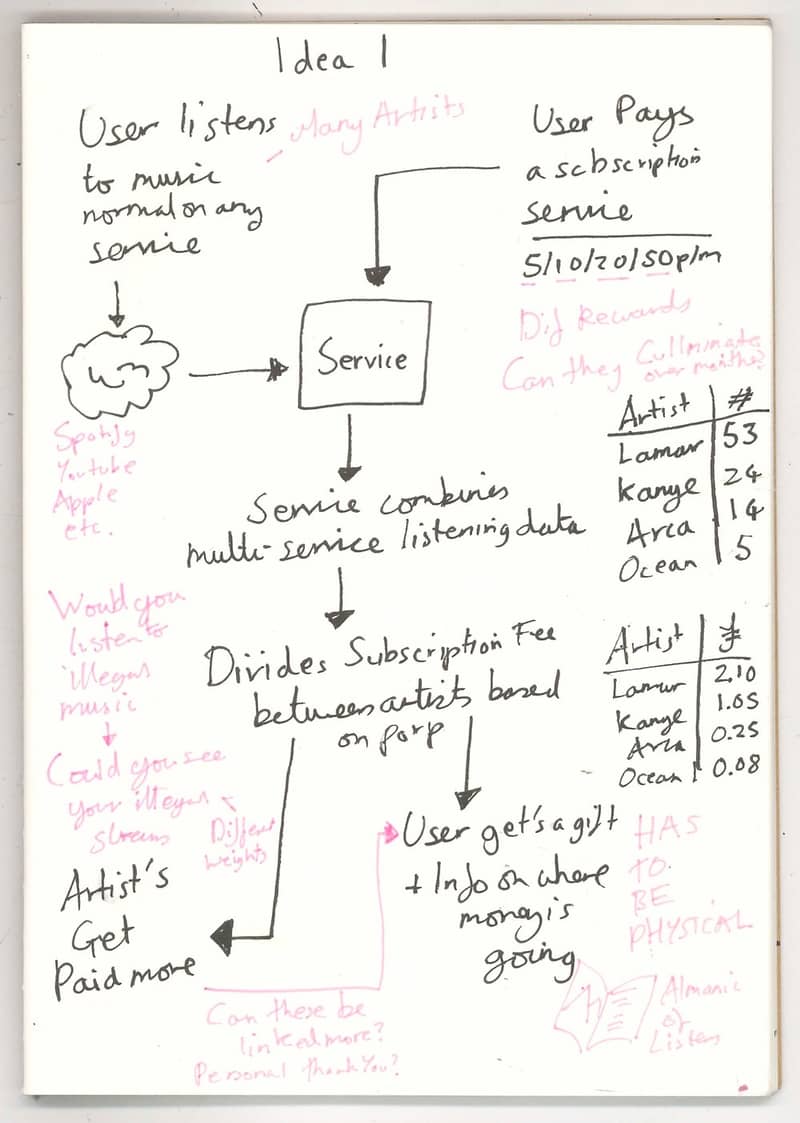 Idea 1
User listens
to music
normal on any
service
Many Artists
User Pays
a scbscription
service
5/10/20/50p/m
Dif Rewards
Can they Cullminate
over months?
Service
Spotify
Youtube
Apple
etc.
Artist #
Lamar 53
Kanye 24
Arca 14
Ocean 5
Service combines
multi-service listening data
Would you
listen to
illegal
music
Could you see
your illegal
streams
Different
weights
Divides Subscription Fee
between artists based
on porp
Artist £
Lamar 2.10
Kanye 1.05
Arca 0.25
Ocean 0.08
Artist's
Get
Paid more
User get's a gift
+ Info on where
money is
going
HAS
TO.
BE
PHYSICAL
Can these be
linked more?
Personal thank You?
Almanic
of
Listens